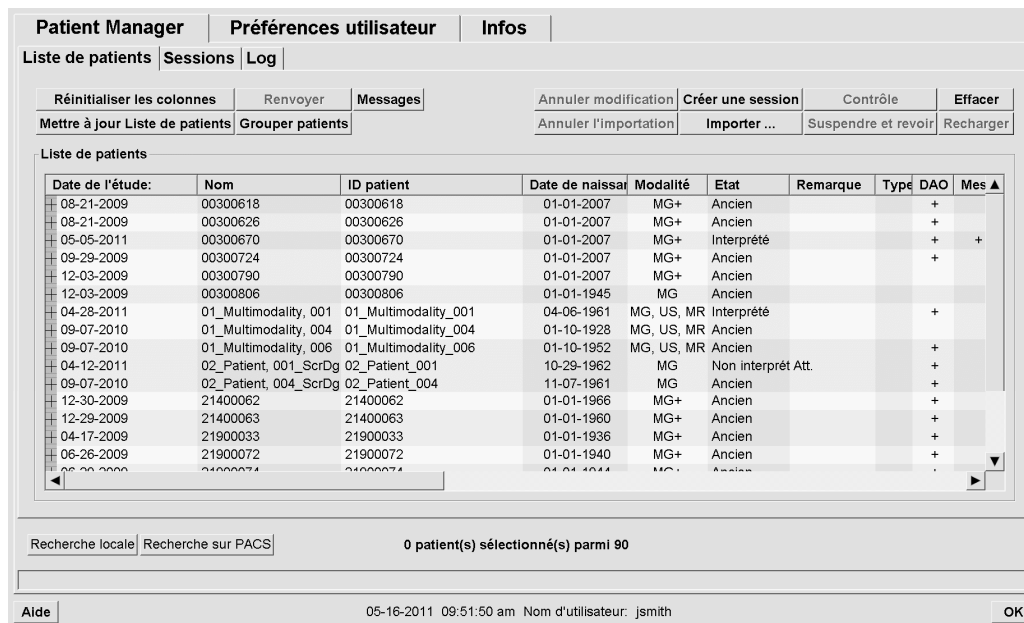 Patient Manager Préférences utilisateur Infos
Liste de patients Sessions Log
Réinitialiser les colonnes Renvoyer Messages Annuler modification Créer une session Contrôle Effacer
Mettre à jour Liste de patients Grouper patients Annuler l'importation Importer ... Suspendre et revoir Recharger
Liste de patients
Date de l'étude: Nom ID patient Date de naissar Modalité Etat Remarque Type DAO Mes
08-21-2009 00300618 00300618 01-01-2007 MG+ Ancien +
08-21-2009 00300626 00300626 01-01-2007 MG+ Ancien +
05-05-2011 00300670 00300670 01-01-2007 MG+ Interprété + +
09-29-2009 00300724 00300724 01-01-2007 MG+ Ancien +
12-03-2009 00300790 00300790 01-01-2007 MG+ Ancien
12-03-2009 00300806 00300806 01-01-1945 MG Ancien
04-28-2011 01_Multimodality, 001 01_Multimodality_001 04-06-1961 MG, US, MR Interprété +
09-07-2010 01_Multimodality, 004 01_Multimodality_004 01-10-1928 MG, US, MR Ancien
09-07-2010 01_Multimodality, 006 01_Multimodality_006 01-10-1952 MG, US, MR Ancien +
04-12-2011 02_Patient, 001_ScrDg 02_Patient_001 10-29-1962 MG Non interprét Att. +
09-07-2010 02_Patient, 004_ScrDg 02_Patient_004 11-07-1961 MG Ancien +
12-30-2009 21400062 21400062 01-01-1966 MG+ Ancien +
12-29-2009 21400063 21400063 01-01-1960 MG+ Ancien +
04-17-2009 21900033 21900033 01-01-1936 MG+ Ancien +
06-26-2009 21900072 21900072 01-01-1940 MG+ Ancien +
Recherche locale Recherche sur PACS 0 patient(s) sélectionné(s) parmi 90
Aide 05-16-2011 09:51:50 am Nom d'utilisateur: jsmith OK